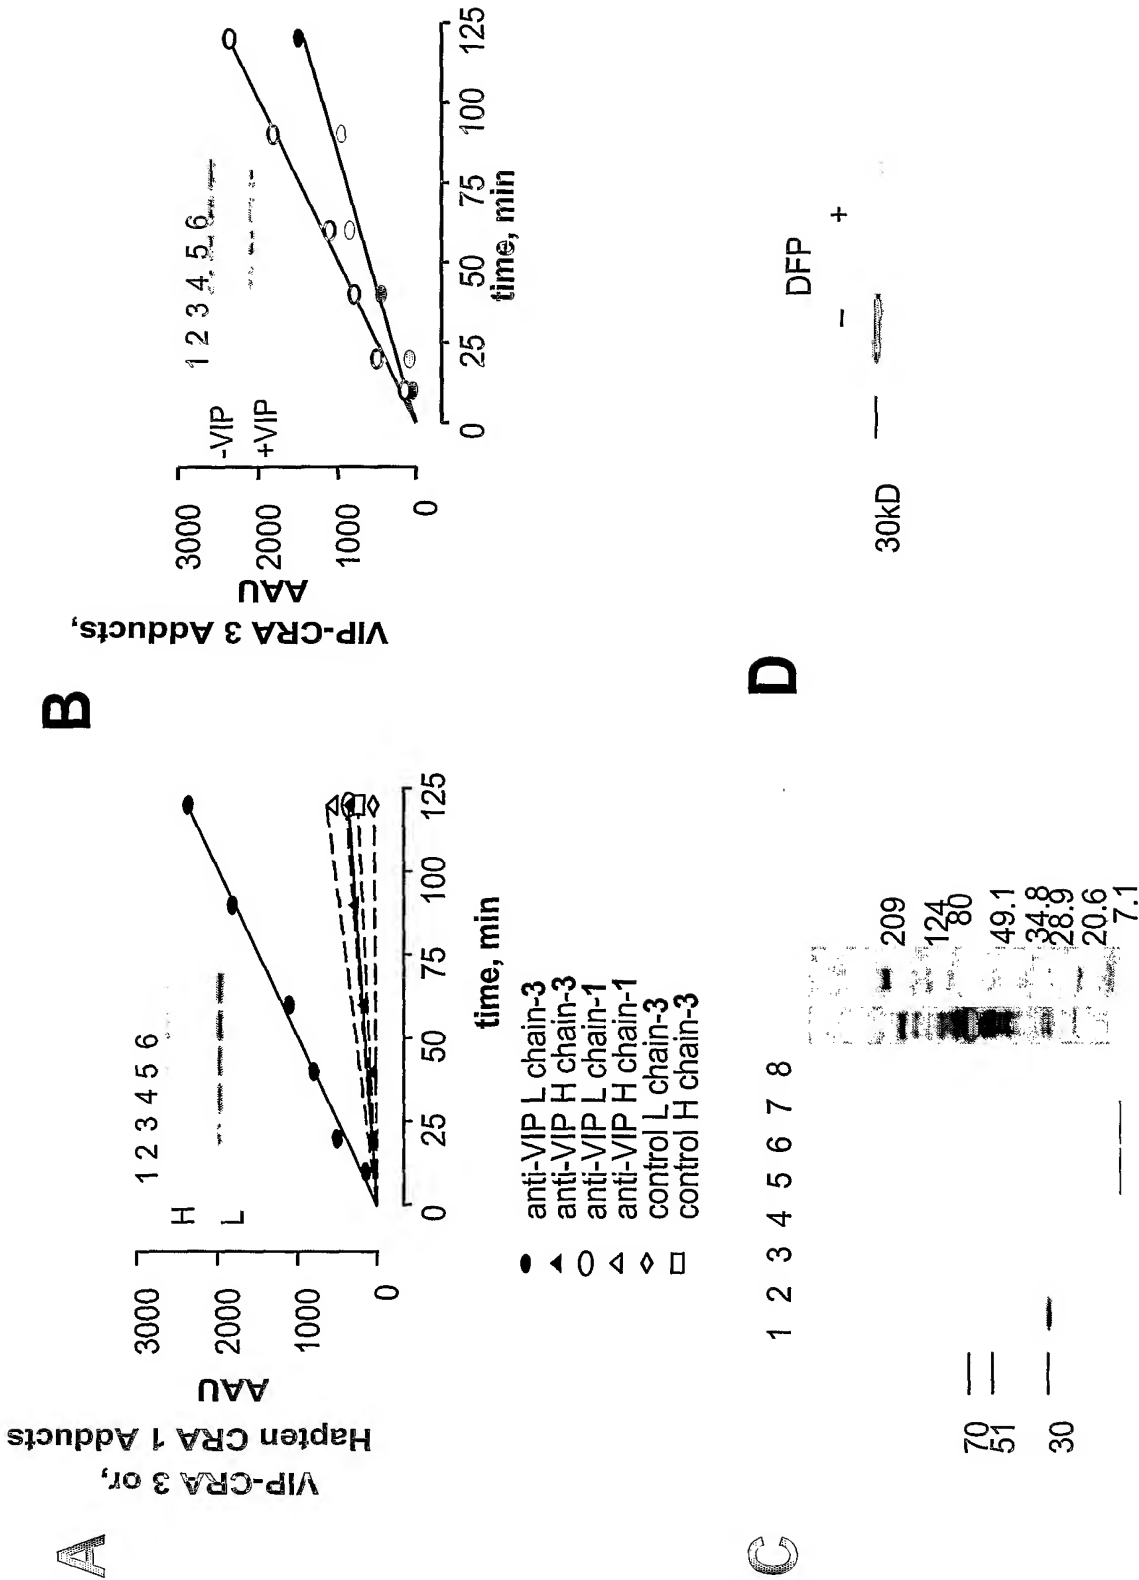 A
VIP-CRA 3 or,
Hapten CRA 1 Adducts
AAU
3000
2000
1000
0
H
L
1 2 3 4 5 6
0 25 50 75 100 125
time, min
anti-VIP L chain-3
anti-VIP H chain-3
anti-VIP L chain-1
anti-VIP H chain-1
control L chain-3
control H chain-3
B
VIP-CRA 3 Adducts,
AAU
3000
2000
1000
0
-VIP
+VIP
1 2 3 4 5 6
0 25 50 75 100 125
time, min
C
1 2 3 4 5 6 7 8
70
51
30
209
124
80
49.1
34.8
28.9
20.6
7.1
D
DFP
− +
30kD